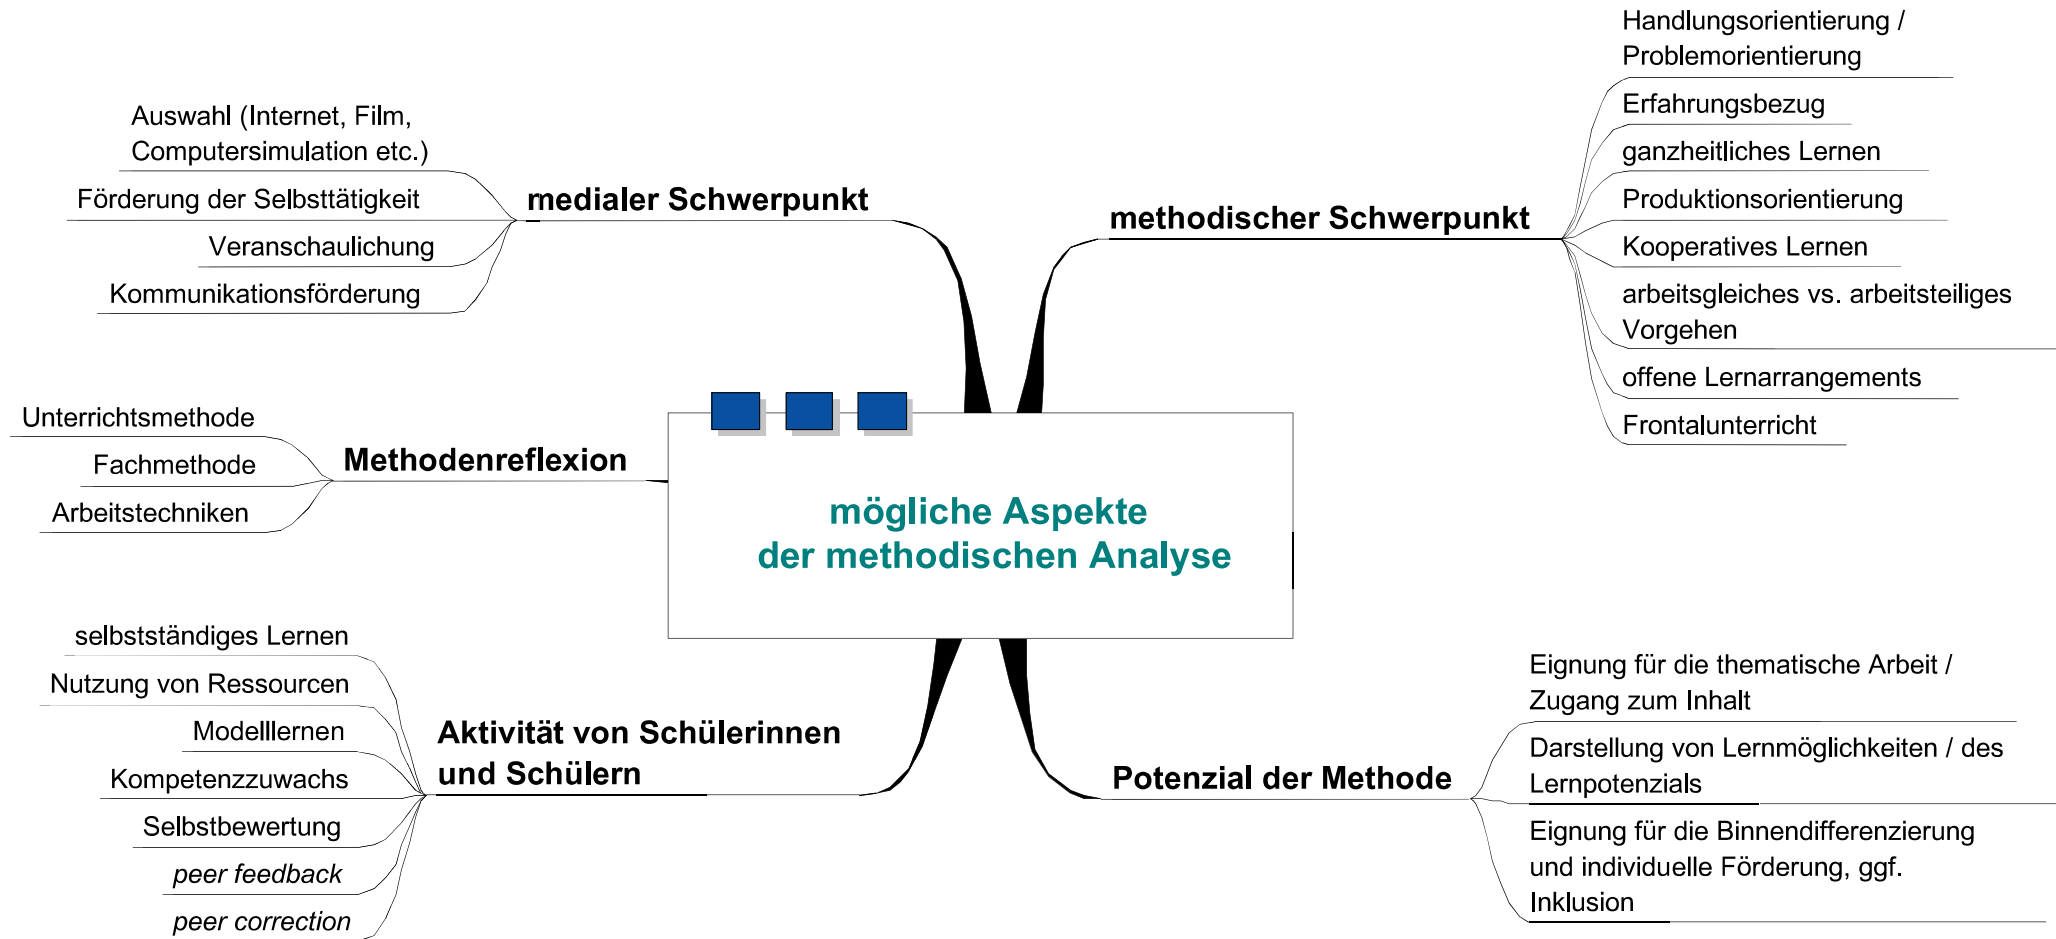 mögliche Aspekte
der methodischen Analyse
medialer Schwerpunkt
Auswahl (Internet, Film,
Computersimulation etc.)
Förderung der Selbsttätigkeit
Veranschaulichung
Kommunikationsförderung
Methodenreflexion
Unterrichtsmethode
Fachmethode
Arbeitstechniken
Aktivität von Schülerinnen
und Schülern
selbstständiges Lernen
Nutzung von Ressourcen
Modelllernen
Kompetenzzuwachs
Selbstbewertung
peer feedback
peer correction
methodischer Schwerpunkt
Handlungsorientierung /
Problemorientierung
Erfahrungsbezug
ganzheitliches Lernen
Produktionsorientierung
Kooperatives Lernen
arbeitsgleiches vs. arbeitsteiliges
Vorgehen
offene Lernarrangements
Frontalunterricht
Potenzial der Methode
Eignung für die thematische Arbeit /
Zugang zum Inhalt
Darstellung von Lernmöglichkeiten / des
Lernpotenzials
Eignung für die Binnendifferenzierung
und individuelle Förderung, ggf.
Inklusion